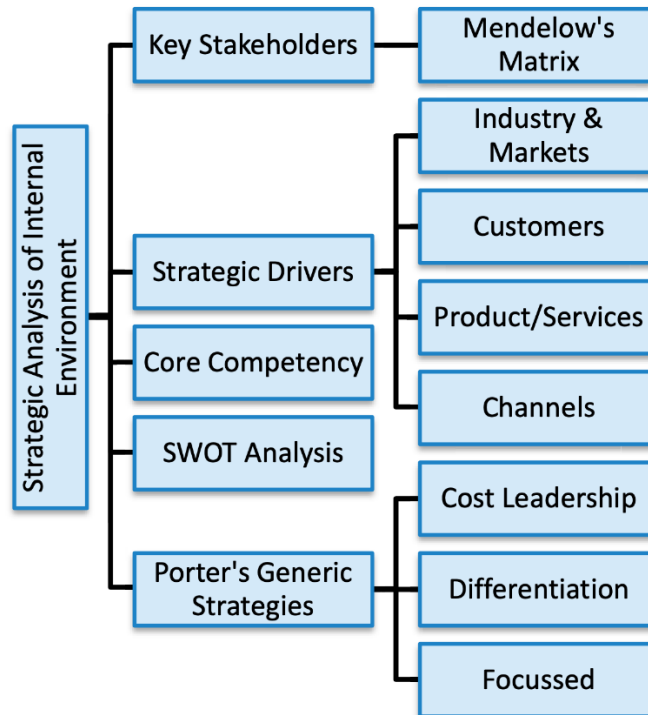 Strategic Analysis of Internal
Environment
Key Stakeholders
Mendelow's
Matrix
Strategic Drivers
Industry &
Markets
Customers
Product/Services
Channels
Core Competency
SWOT Analysis
Porter's Generic
Strategies
Cost Leadership
Differentiation
Focussed